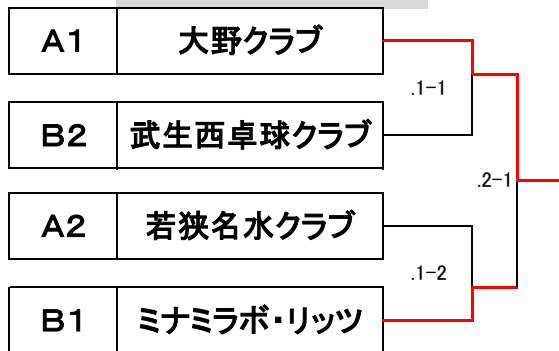 A1 大野クラブ
.1-1
B2 武生西卓球クラブ
.2-1
A2 若狭名水クラブ
.1-2
B1 ミナミラボ・リッツ